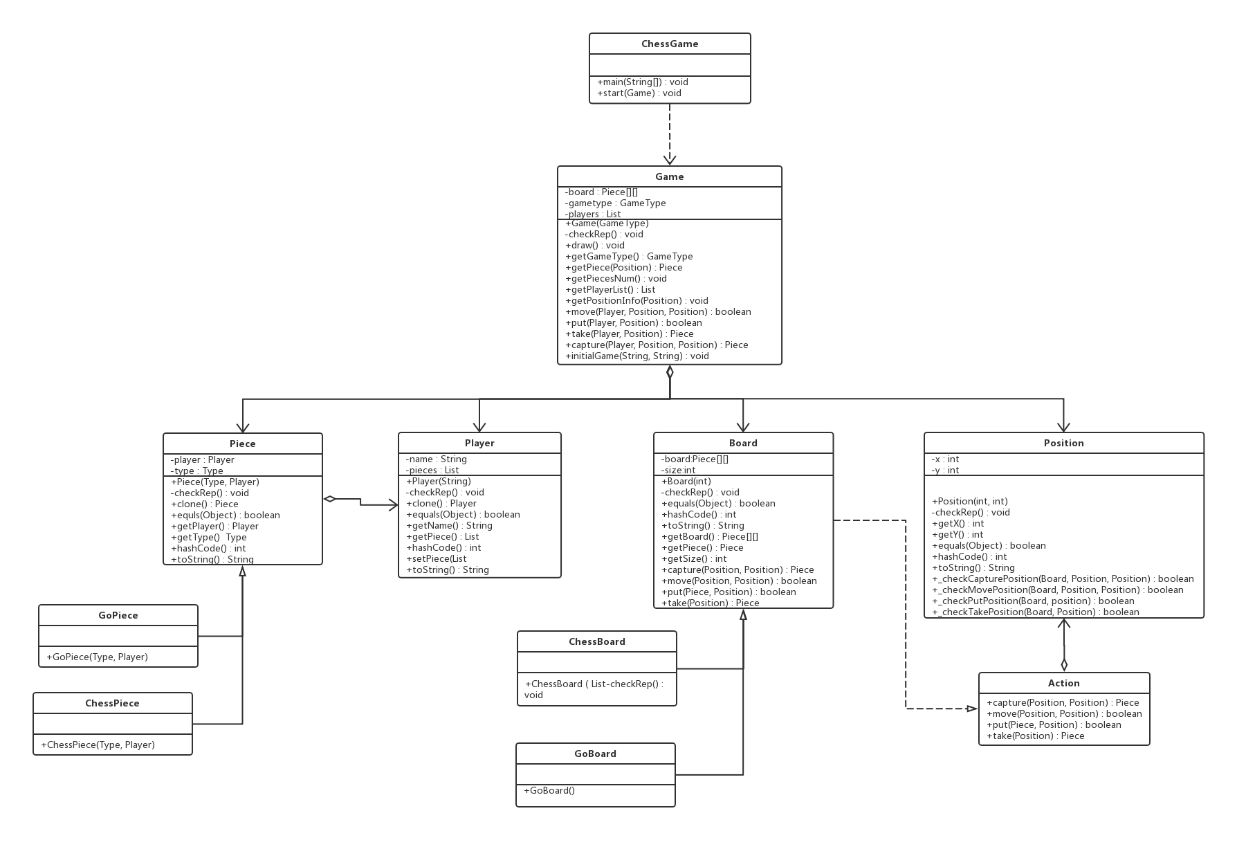 ChessGame
+main(String[]) : void
+start(Game) : void
Game
-board : Piece[][]
-gametype : GameType
-players : List
+Game(GameType)
-checkRep() : void
+draw() : void
+getGameType() : GameType
+getPiece(Position) : Piece
+getPiecesNum() : void
+getPlayerList() : List
+getPositionInfo(Position) : void
+move(Player, Position, Position) : boolean
+put(Player, Position) : boolean
+take(Player, Position) : Piece
+capture(Player, Position, Position) : Piece
+initialGame(String, String) : void
Piece
-player : Player
-type : Type
+Piece(Type, Player)
-checkRep() : void
+clone() : Piece
+equls(Object) : boolean
+getPlayer() : Player
+getType() Type
+hashCode() : int
+toString() : String
Player
-name : String
-pieces : List
+Player(String)
-checkRep() : void
+clone() : Player
+equals(Object) : boolean
+getName() : String
+getPiece() : List
+hashCode() : int
+setPiece(List
+toString() : String
Board
-board:Piece[][]
-size:int
+Board(int)
-checkRep() : void
+equals(Object) : boolean
+hashCode() : int
+toString() : String
+getBoard() : Piece[][]
+getPiece() : Piece
+getSize() : int
+capture(Position, Position) : Piece
+move(Position, Position) : boolean
+put(Piece, Position) : boolean
+take(Position) : Piece
Position
-x : int
-y : int
+Position(int, int)
-checkRep() : void
+getX() : int
+getY() : int
+equals(Object) : boolean
+hashCode() : int
+toString() : String
+_checkCapturePosition(Board, Position, Position) : boolean
+_checkMovePosition(Board, Position, Position) : boolean
+_checkPutPosition(Board, position) : boolean
+_checkTakePosition(Board, Position) : boolean
GoPiece
+GoPiece(Type, Player)
ChessPiece
+ChessPiece(Type, Player)
ChessBoard
+ChessBoard ( List-checkRep() :
void
GoBoard
+GoBoard()
Action
+capture(Position, Position) : Piece
+move(Position, Position) : boolean
+put(Piece, Position) : boolean
+take(Position) : Piece